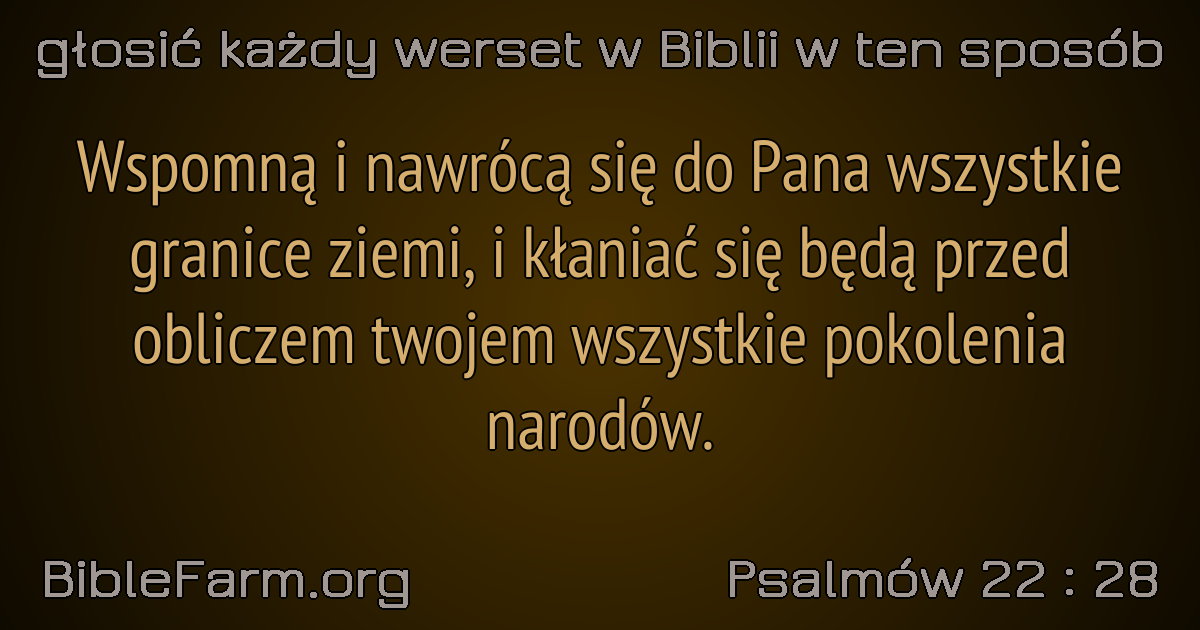 głosić każdy werset w Biblii w ten sposób
Wspomną i nawrócą się do Pana wszystkie
granice ziemi, i kłaniać się będą przed
obliczem twojem wszystkie pokolenia
narodów.
BibleFarm.org
Psalmów 22 : 28